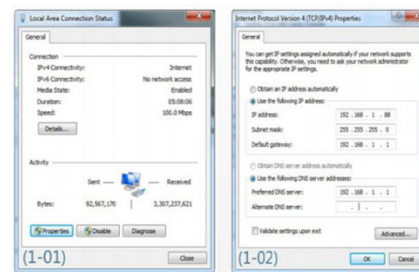 Local Area Connection Status
General
Connection
IPv4 Connectivity: Internet
IPv6 Connectivity: No network access
Media State: Enabled
Duration: 05:08:06
Speed: 100.0 Mbps
Details...
Activity
Sent Received
Bytes: 92,567,170 3,307,237,621
Properties Disable Diagnose
(1-01)
Close
Internet Protocol Version 4 (TCP/IPv4) Properties
General
You can get IP settings assigned automatically if your network supports
this capability. Otherwise, you need to ask your network administrator
for the appropriate IP settings.
Obtain an IP address automatically
Use the following IP address:
IP address: 192 . 168 . 1 . 88
Subnet mask: 255 . 255 . 255 . 0
Default gateway: 192 . 168 . 1 . 1
Obtain DNS server address automatically
Use the following DNS server addresses:
Preferred DNS server: 192 . 168 . 1 . 1
Alternate DNS server: . . .
Validate settings upon exit
Advanced...
(1-02)
OK Cancel